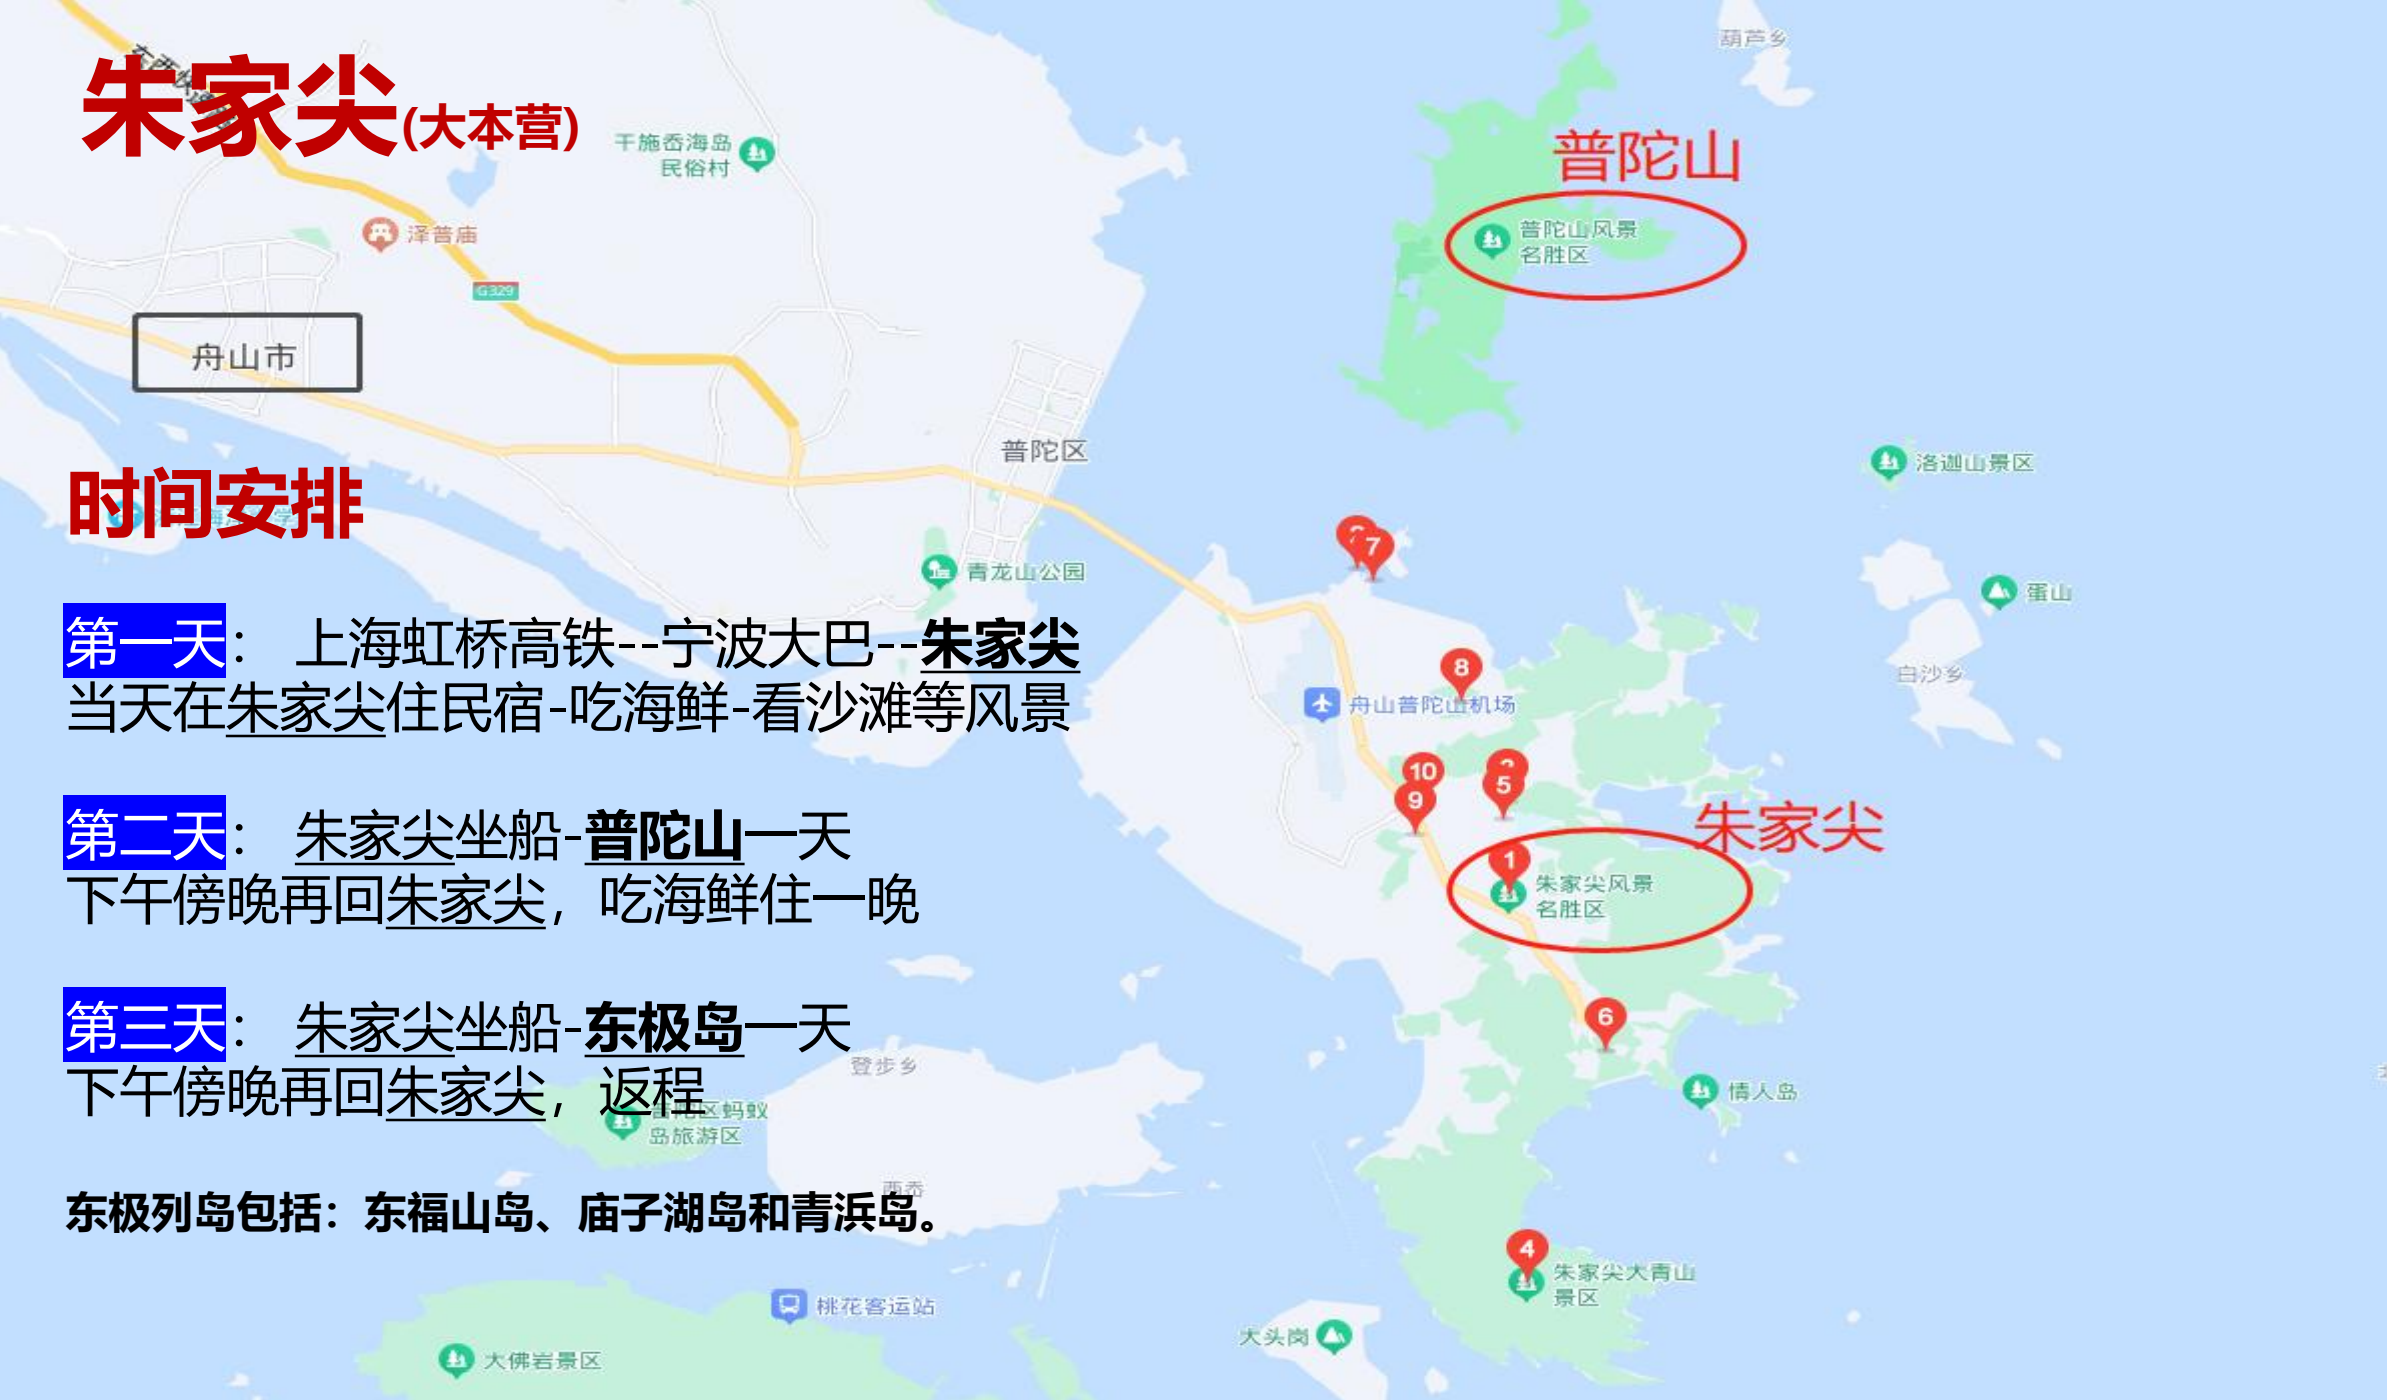 朱家尖(大本营)
干施岙海岛
民俗村
泽普庙
G329
舟山市
普陀区
青龙山公园
葫芦乡
普陀山
普陀山风景
名胜区
洛迦山景区
蛋山
白沙乡
时间安排
第一天： 上海虹桥高铁--宁波大巴--朱家尖
当天在朱家尖住民宿-吃海鲜-看沙滩等风景
第二天： 朱家尖坐船-普陀山一天
下午傍晚再回朱家尖，吃海鲜住一晚
第三天： 朱家尖坐船-东极岛一天
下午傍晚再回朱家尖，返程
东极列岛包括：东福山岛、庙子湖岛和青浜岛。
7
8
舟山普陀山机场
10
9
5
朱家尖
1
朱家尖风景
名胜区
6
情人岛
登步乡
区蚂蚁
岛旅游区
4
朱家尖大青山
景区
桃花客运站
大佛岩景区
大头岗